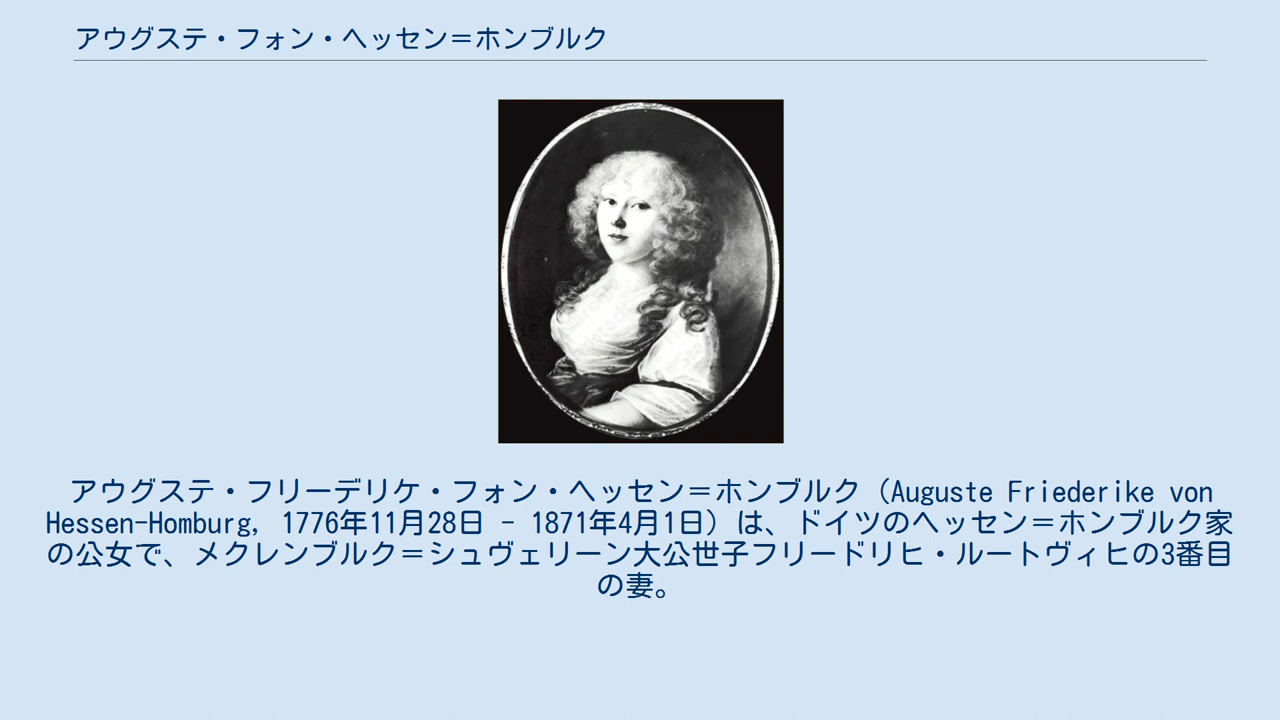 アウグステ・フォン・ヘッセン＝ホンブルク
アウグステ・フリーデリケ・フォン・ヘッセン＝ホンブルク（Auguste Friederike von
Hessen-Homburg, 1776年11月28日 - 1871年4月1日）は、ドイツのヘッセン＝ホンブルク家
の公女で、メクレンブルク＝シュヴェリーン大公世子フリードリヒ・ルートヴィヒの3番目
の妻。